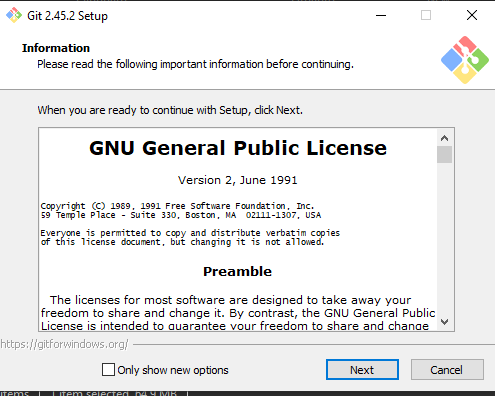 Git 2.45.2 Setup
Information
Please read the following important information before continuing.
When you are ready to continue with Setup, click Next.
GNU General Public License
Version 2, June 1991
Copyright (C) 1989, 1991 Free Software Foundation, Inc.
59 Temple Place - Suite 330, Boston, MA  02111-1307, USA
Everyone is permitted to copy and distribute verbatim copies
of this license document, but changing it is not allowed.
Preamble
The licenses for most software are designed to take away your
freedom to share and change it. By contrast, the GNU General Public
License is intended to guarantee your freedom to share and change
https://gitforwindows.org/
Only show new options
Next
Cancel
items
1 item selected  64.9 MB